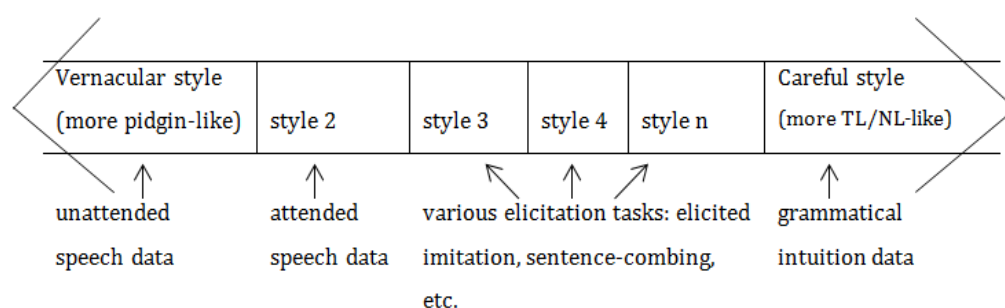 Vernacular style
(more pidgin-like)
style 2
style 3
style 4
style n
Careful style
(more TL/NL-like)
unattended
speech data
attended
speech data
various elicitation tasks: elicited
imitation, sentence-combing,
etc.
grammatical
intuition data